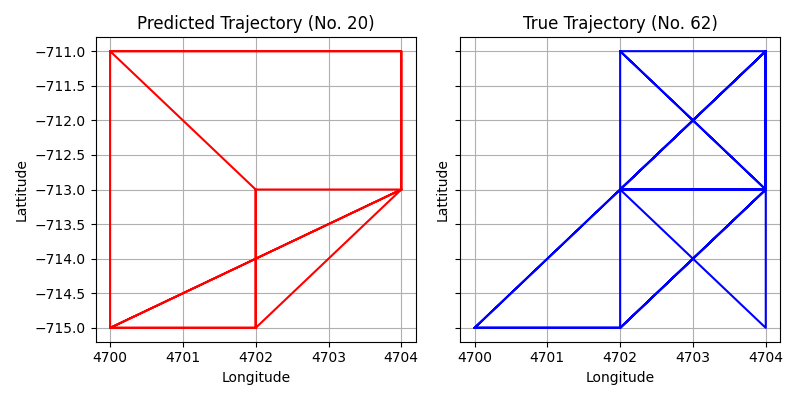 Predicted Trajectory (No. 20)
True Trajectory (No. 62)
−711.0
−711.5
−712.0
−712.5
−713.0
−713.5
−714.0
−714.5
−715.0
Lattitude
Lattitude
4700 4701 4702 4703 4704
4700 4701 4702 4703 4704
Longitude
Longitude